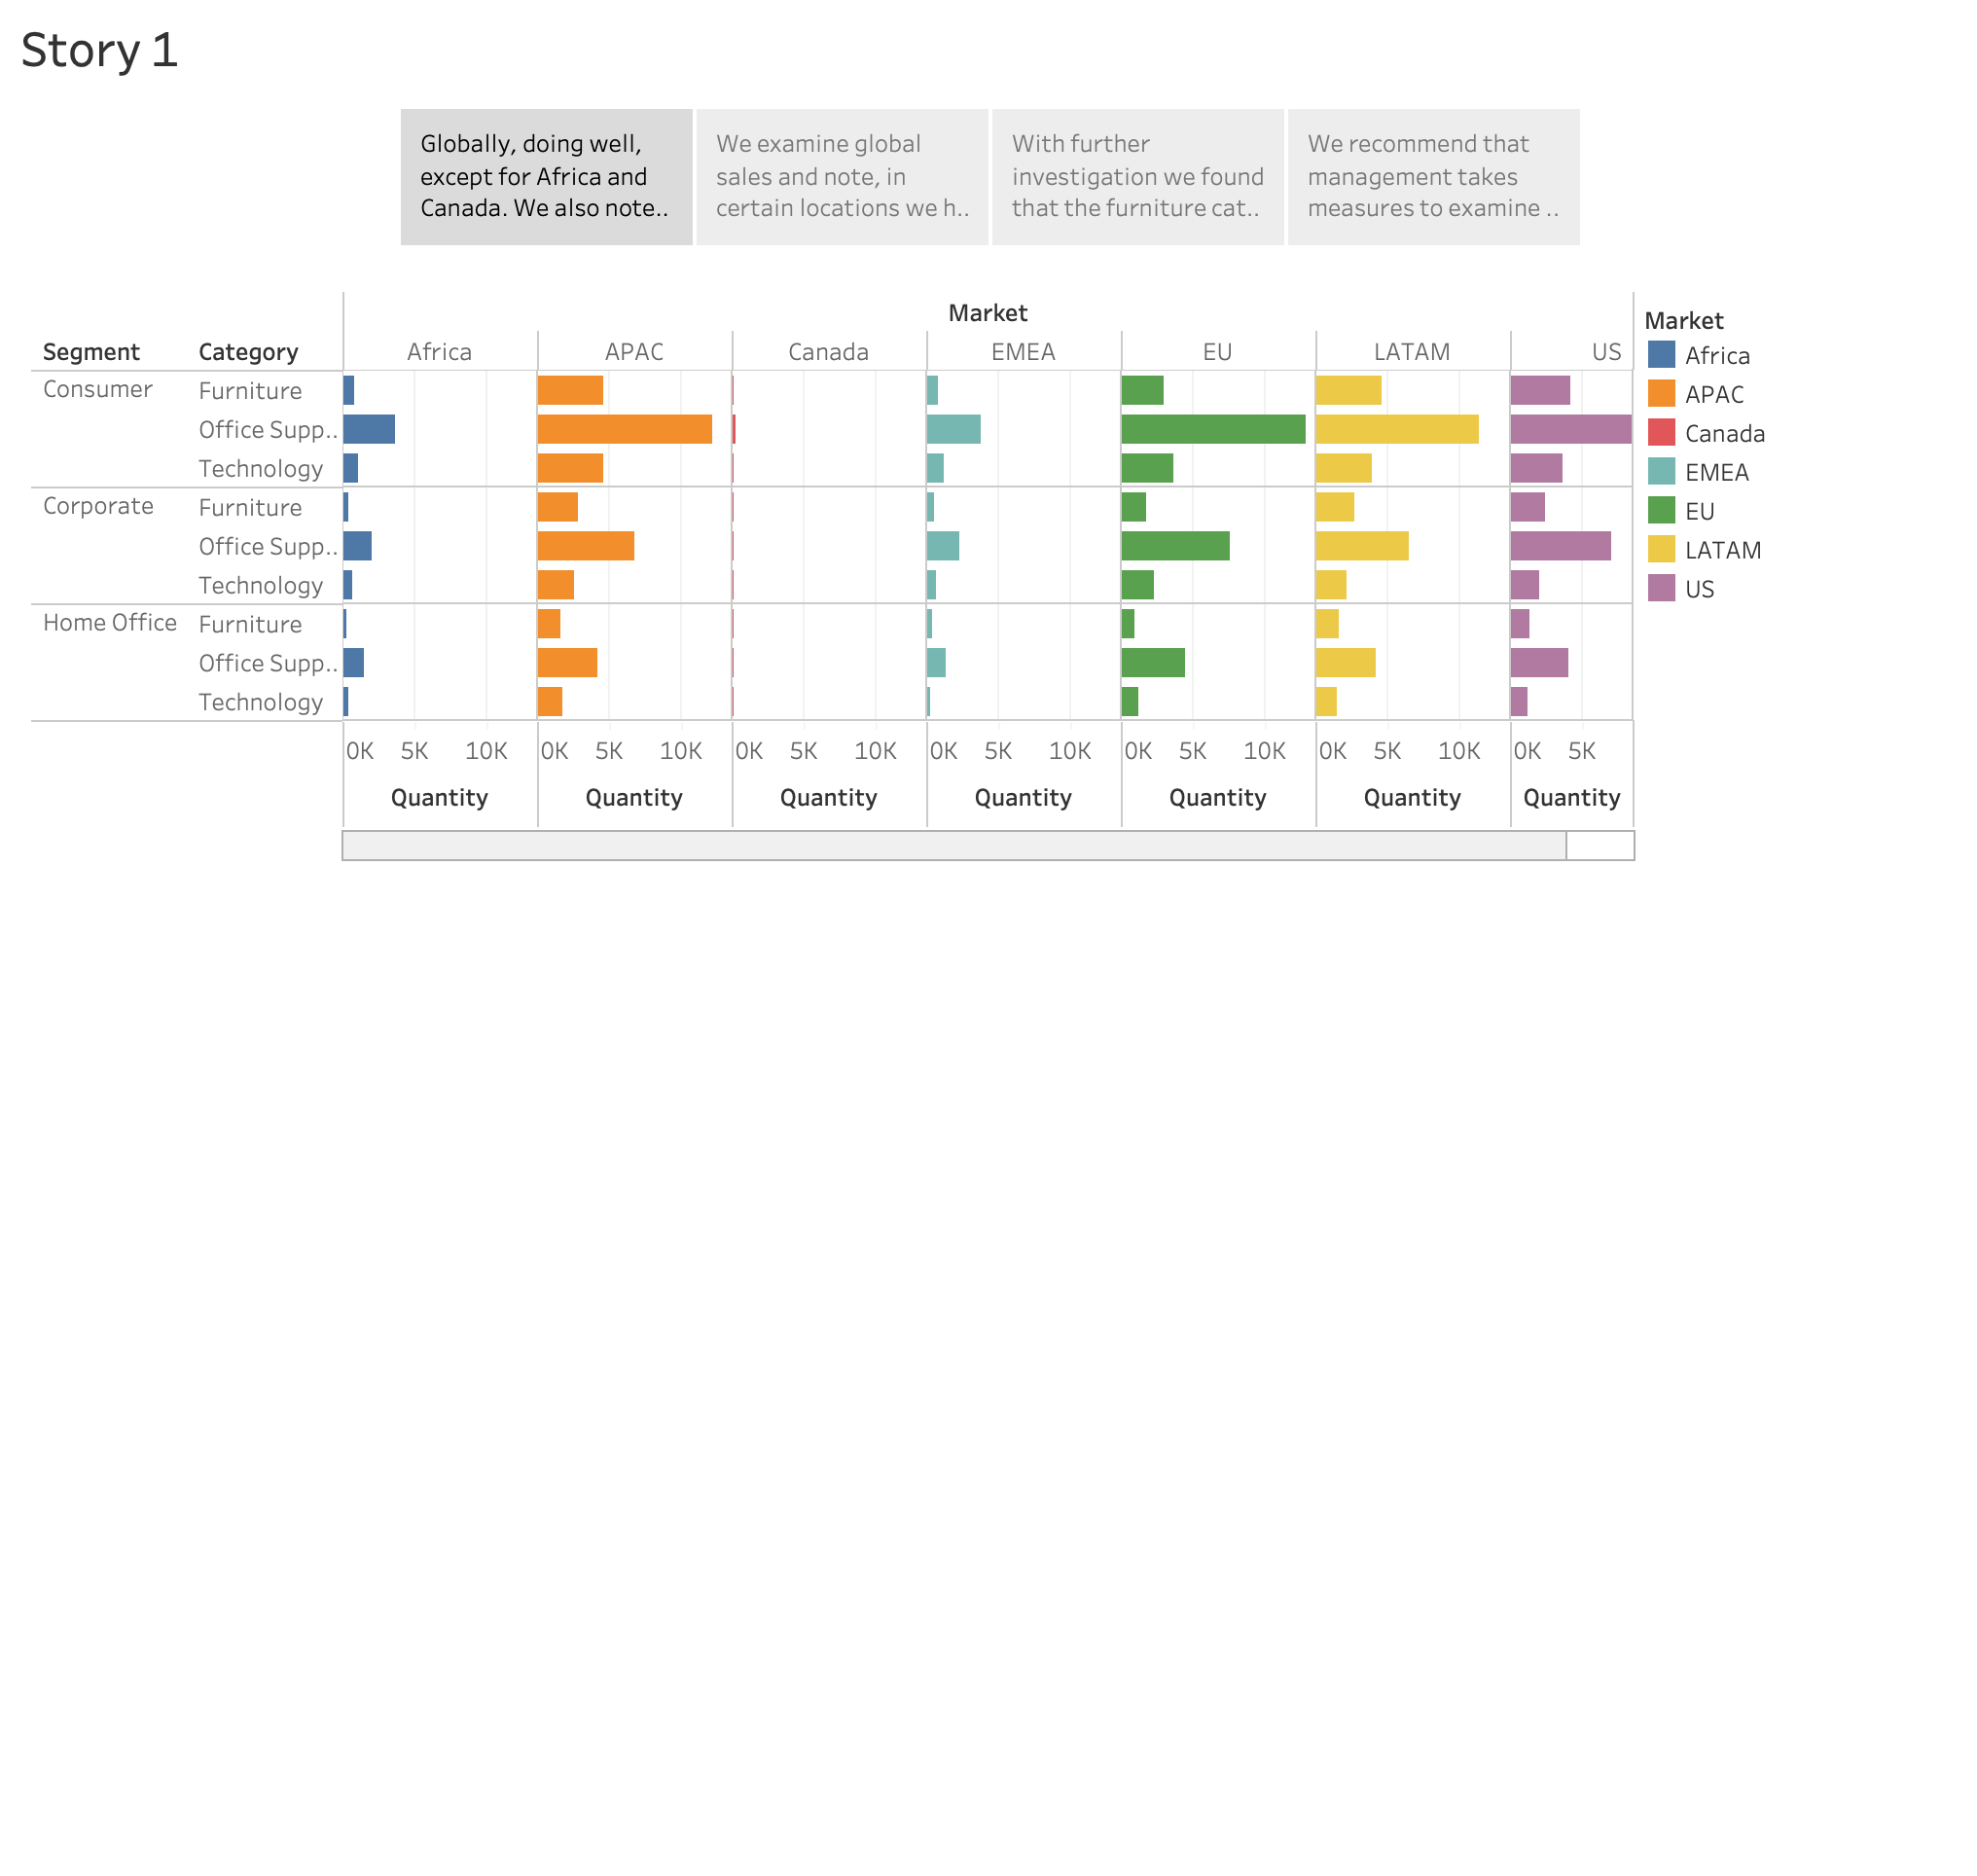 Story 1
Globally, doing well,
except for Africa and
Canada. We also note..
We examine global
sales and note, in
certain locations we h..
With further
investigation we found
that the furniture cat..
We recommend that
management takes
measures to examine ..
Market
Segment Category Africa APAC Canada EMEA EU LATAM US
Consumer Furniture
Office Supp..
Technology
Corporate Furniture
Office Supp..
Technology
Home Office Furniture
Office Supp..
Technology
0K 5K 10K 0K 5K 10K 0K 5K 10K 0K 5K 10K 0K 5K 10K 0K 5K 10K 0K 5K
Quantity Quantity Quantity Quantity Quantity Quantity Quantity
Market
Africa
APAC
Canada
EMEA
EU
LATAM
US